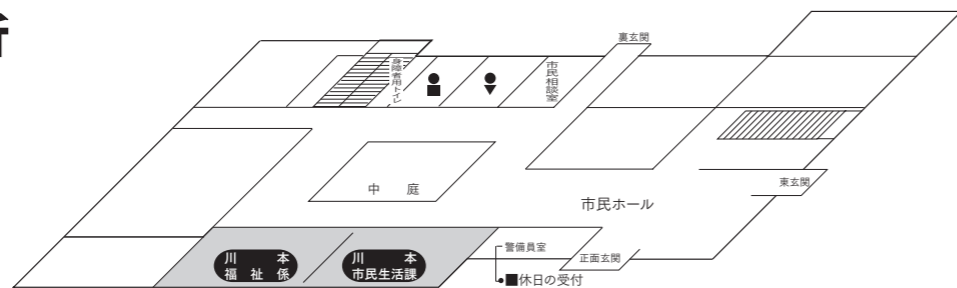 裏玄関
身障者用トイレ
市民相談室
中庭
東玄関
市民ホール
川本
福祉係
川本
市民生活課
警備員室
正面玄関
■休日の受付